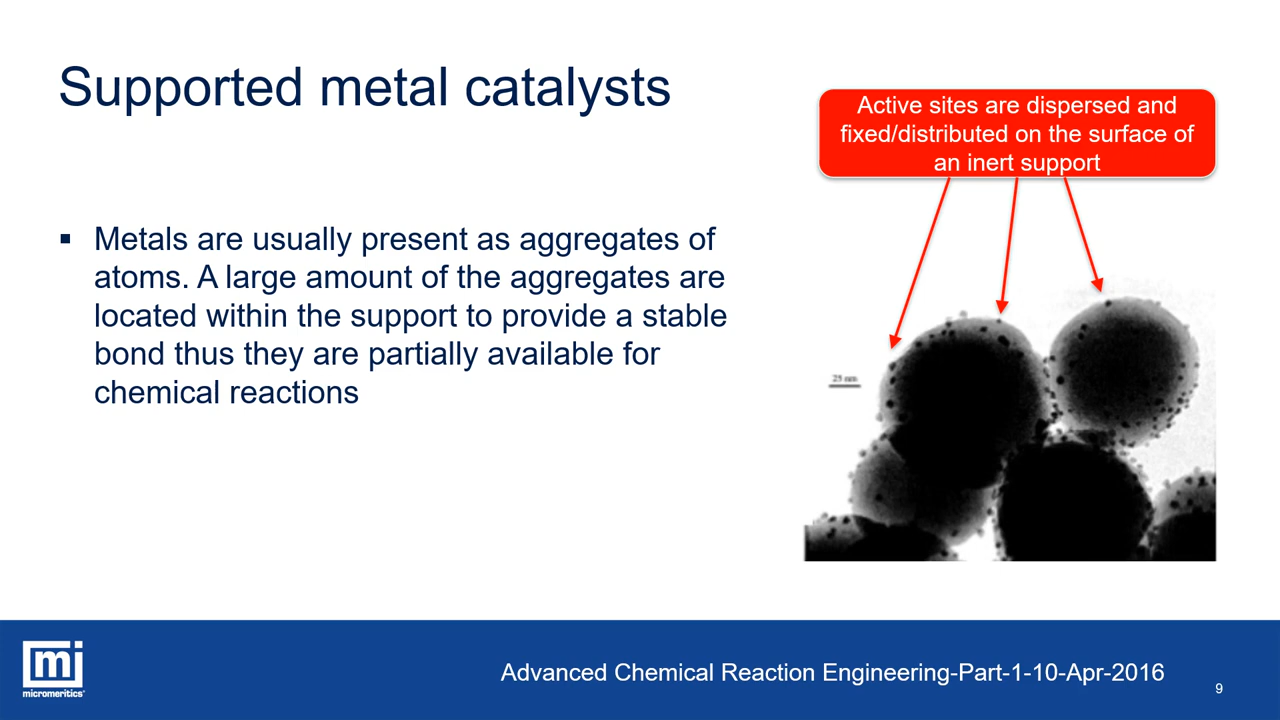 Supported metal catalysts
Active sites are dispersed and
fixed/distributed on the surface of
an inert support
▪ Metals are usually present as aggregates of
atoms. A large amount of the aggregates are
located within the support to provide a stable
bond thus they are partially available for
chemical reactions
25 nm
mi
micromeritics®
Advanced Chemical Reaction Engineering-Part-1-10-Apr-2016
9